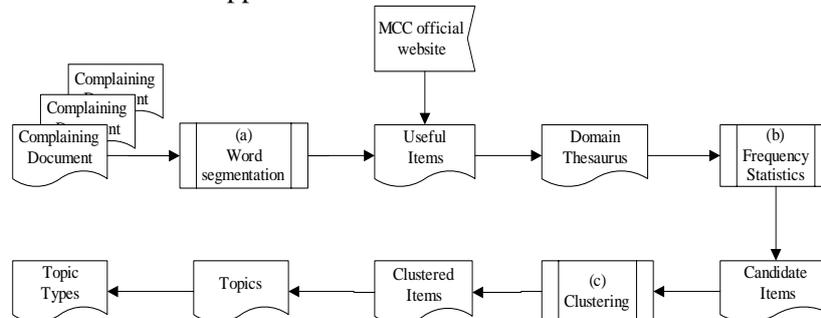 MCC official
website
Complaining
Complaining
Complaining
Document
(a)
Word
segmentation
Useful
Items
Domain
Thesaurus
(b)
Frequency
Statistics
Topic
Types
Topics
Clustered
Items
(c)
Clustering
Candidate
Items